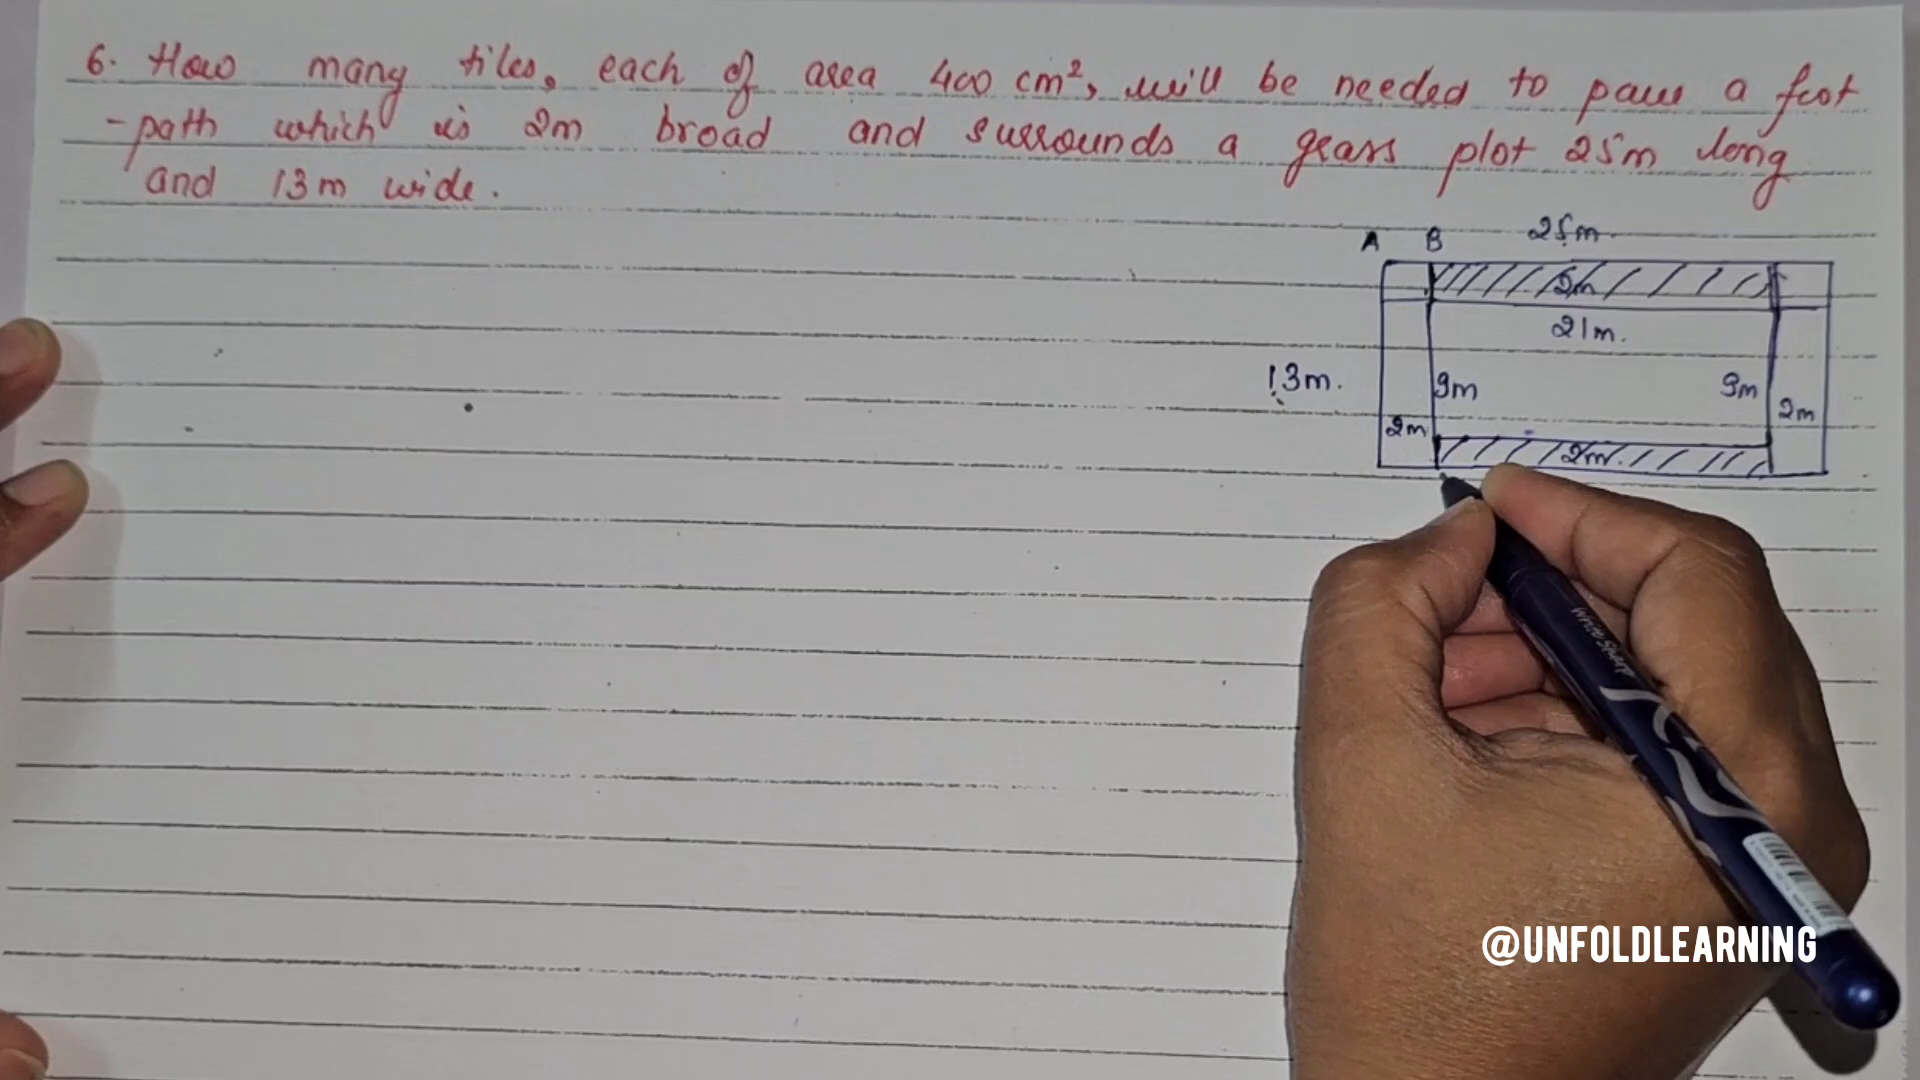 6. How many tiles, each of area 400 cm², will be needed to pave a foot
-path which is 2m broad and surrounds a grass plot 25m long
and 13m wide.
A B 25m
2m
21m.
13m. 9m 9m 2m
2m
2m
Write Smart
@UNFOLDLEARNING